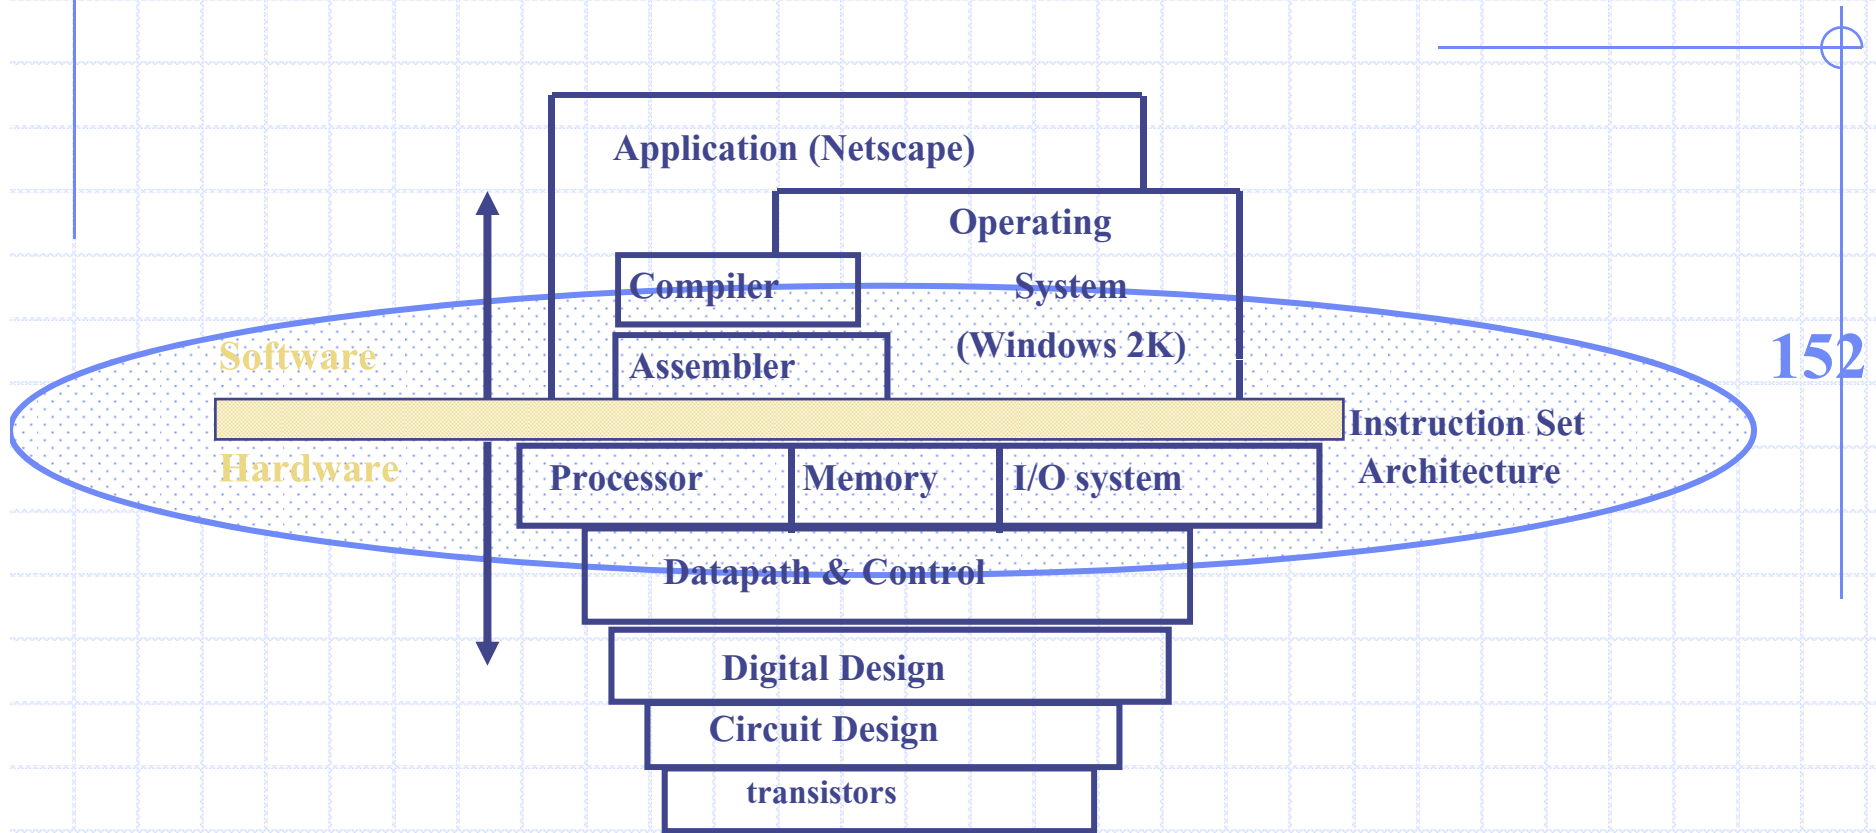 Application (Netscape)
Operating
Compiler
System
Software
(Windows 2K)
152
Assembler
Instruction Set
Hardware
Processor
Memory
I/O system
Architecture
Datapath & Control
Digital Design
Circuit Design
transistors